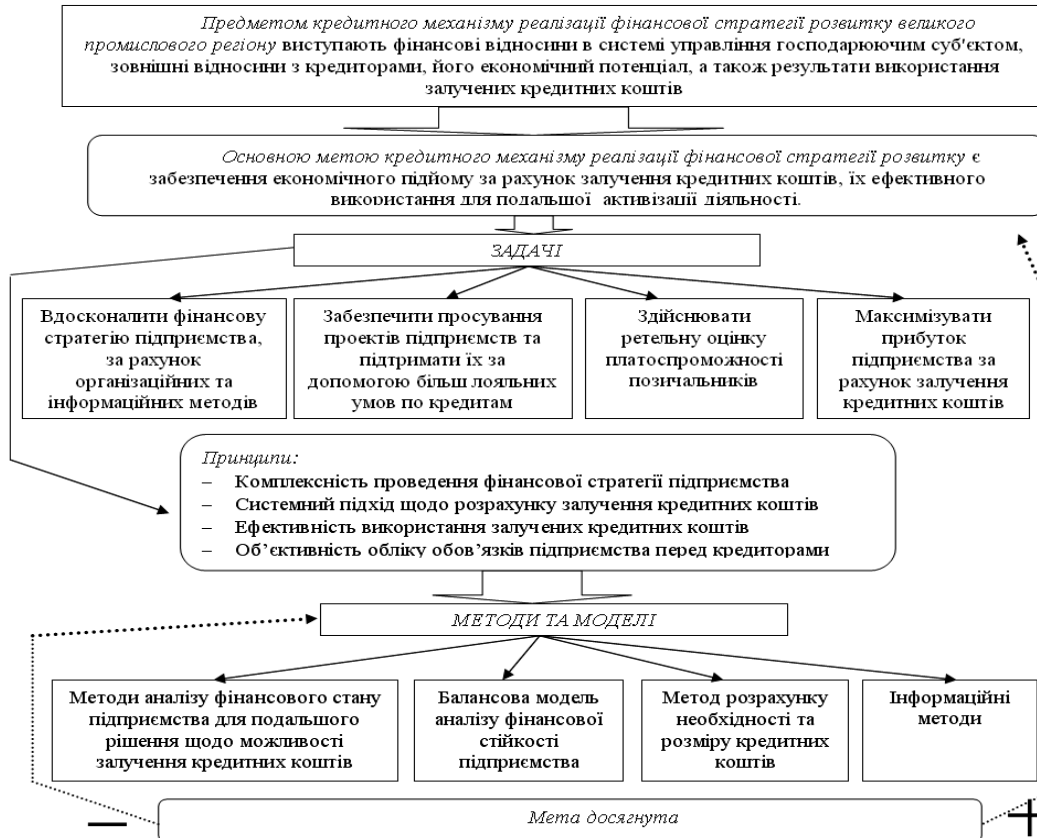 Предметом кредитного механізму реалізації фінансової стратегії розвитку великого
промислового регіону виступають фінансові відносини в системі управління господарюючим суб'єктом,
зовнішні відносини з кредиторами, його економічний потенціал, а також результати використання
залучених кредитних коштів
Основною метою кредитного механізму реалізації фінансової стратегії розвитку є
забезпечення економічного підйому за рахунок залучення кредитних коштів, їх ефективного
використання для подальшої активізації діяльності.
ЗАДАЧІ
Вдосконалити фінансову
стратегію підприємства,
за рахунок
організаційних та
інформаційних методів
Забезпечити просування
проектів підприємств та
підтримати їх за
допомогою більш лояльних
умов по кредитам
Здійснювати
ретельну оцінку
платоспроможності
позичальників
Максимізувати
прибуток
підприємства за
рахунок залучення
кредитних коштів
Принципи:
– Комплексність проведення фінансової стратегії підприємства
– Системний підхід щодо розрахунку залучення кредитних коштів
– Ефективність використання залучених кредитних коштів
– Об’єктивність обліку обов’язків підприємства перед кредиторами
МЕТОДИ ТА МОДЕЛІ
Методи аналізу фінансового стану
підприємства для подальшого
рішення щодо можливості
залучення кредитних коштів
Балансова модель
аналізу фінансової
стійкості
підприємства
Метод розрахунку
необхідності та
розміру кредитних
коштів
Інформаційні
методи
— Мета досягнута +